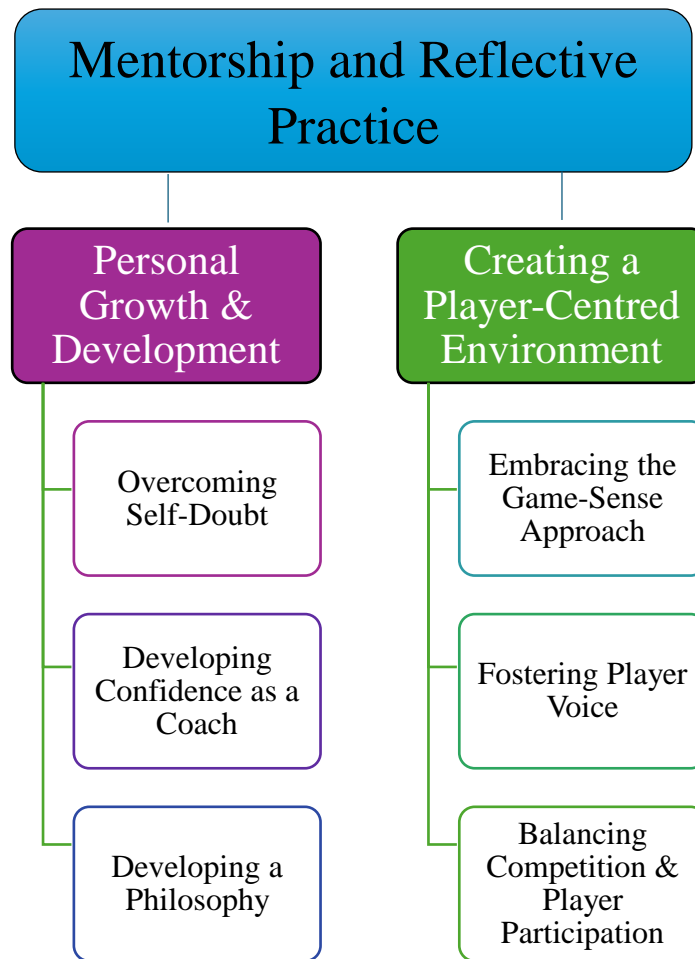 Mentorship and Reflective
Practice
Personal
Growth &
Development
Overcoming
Self-Doubt
Developing
Confidence as a
Coach
Developing a
Philosophy
Creating a
Player-Centred
Environment
Embracing the
Game-Sense
Approach
Fostering Player
Voice
Balancing
Competition &
Player
Participation